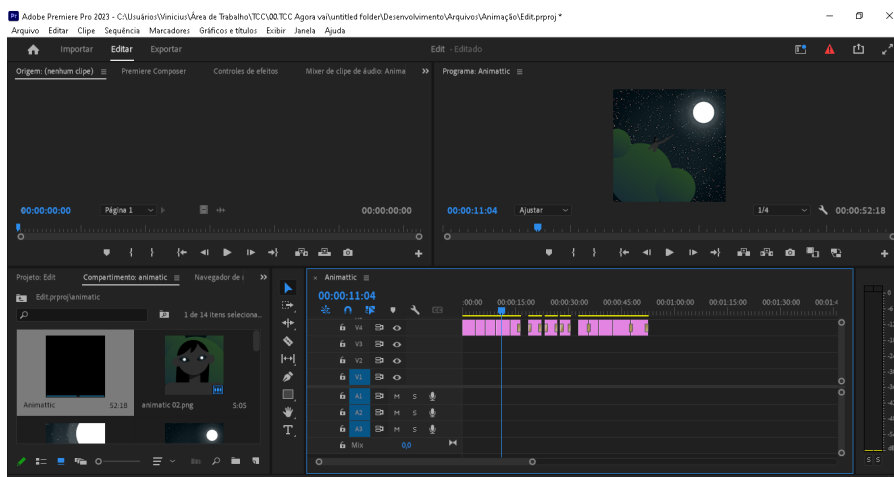 Pr Adobe Premiere Pro 2023 - C:\Usuários\Vinicius\Área de Trabalho\TCC\00.TCC Agora vai\untitled folder\Desenvolvimento\Arquivos\Animação\Edit.prproj *
Arquivo Editar Clipe Sequência Marcadores Gráficos e títulos Exibir Janela Ajuda
Importar Editar Exportar Edit - Editado
Origem: (nenhum clipe) Premiere Composer Controles de efeitos Mixer de clipe de áudio: Anima
Programa: Animattic
00:00:00:00 Página 1 00:00:00:00
00:00:11:04 Ajustar 1/4 00:00:52:18
Projeto: Edit Compartimento: animatic Navegador de
Edit.prproj\animatic
1 de 14 itens seleciona...
Animattic 52:18
animatic 02.png 5:05
Animattic
00:00:11:04
:00:00 00:00:15:00 00:00:30:00 00:00:45:00 00:01:00:00 00:01:15:00 00:01:30:00 00:01:4
V4
V3
V2
V1
A1 M S
A2 M S
A3 M S
Mix 0,0
0
dB
S S